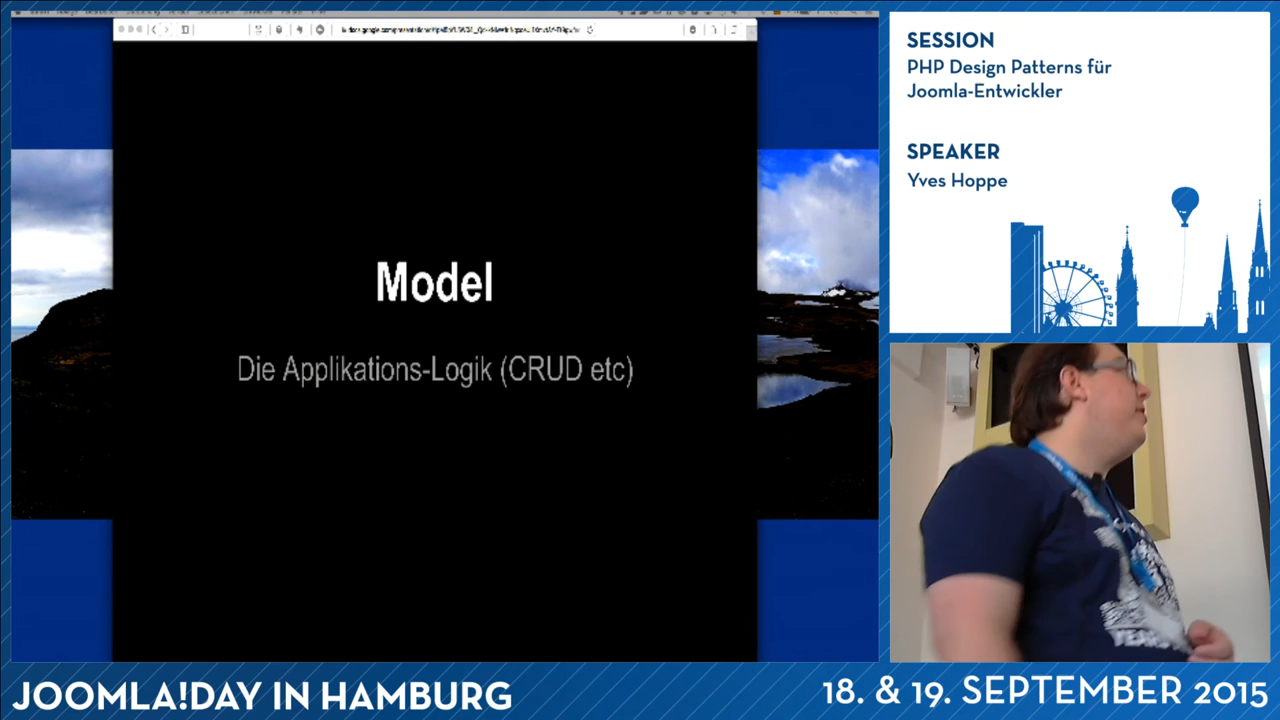 Model
Die Applikations-Logik (CRUD etc)
SESSION
PHP Design Patterns für
Joomla-Entwickler
SPEAKER
Yves Hoppe
JOOMLA!DAY IN HAMBURG
18. & 19. SEPTEMBER 2015